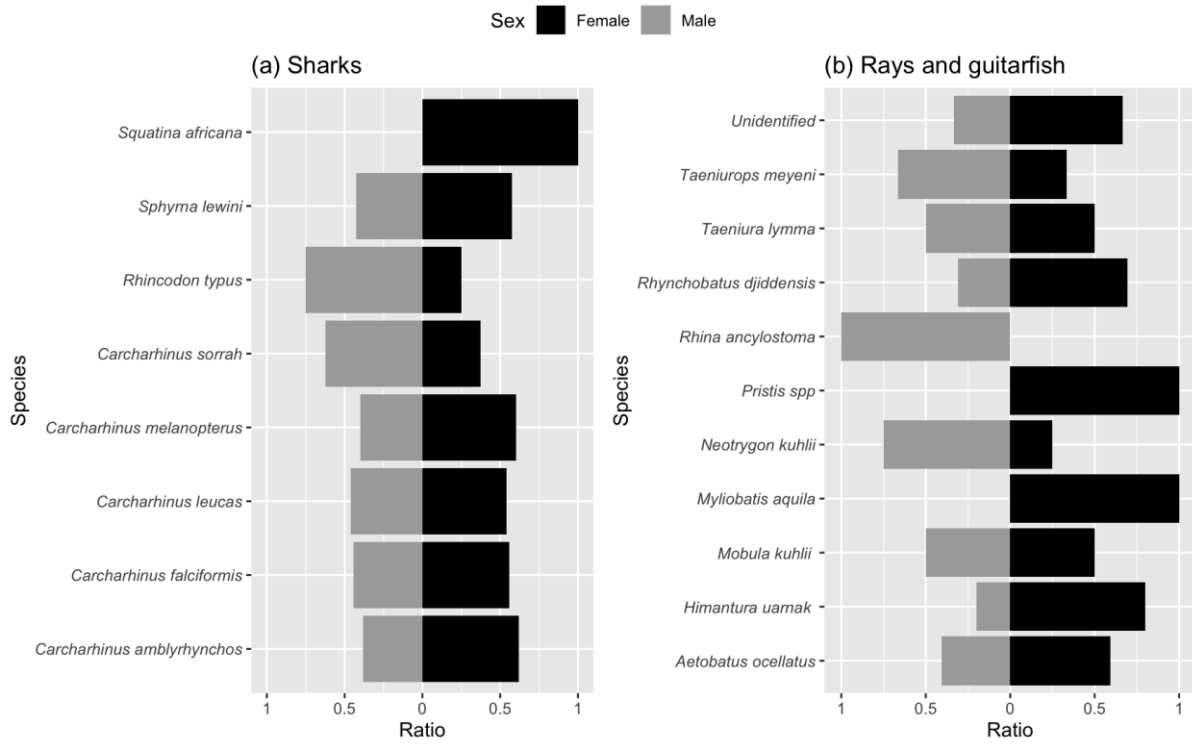 Sex Female Male
(a) Sharks
Species
Squatina africana
Sphyrna lewini
Rhincodon typus
Carcharhinus sorrah
Carcharhinus melanopterus
Carcharhinus leucas
Carcharhinus falciformis
Carcharhinus amblyrhynchos
1 0.5 0 0.5 1
Ratio
(b) Rays and guitarfish
Species
Unidentified
Taeniurops meyeni
Taeniura lymma
Rhynchobatus djiddensis
Rhina ancylostoma
Pristis spp
Neotrygon kuhlii
Myliobatis aquila
Mobula kuhlii
Himantura uarnak
Aetobatus ocellatus
1 0.5 0 0.5 1
Ratio